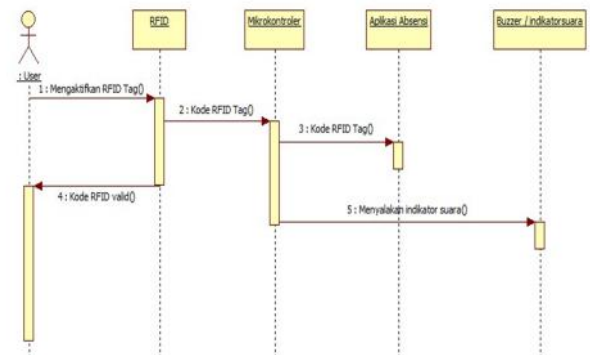 RFID
Mikrokontroler
Aplikasi Absensi
Buzzer / indikatorsuara
: User
1 : Mengaktifkan RFID Tag()
2 : Kode RFID Tag()
3 : Kode RFID Tag()
4 : Kode RFID valid()
5 : Menyalakan indikator suara()